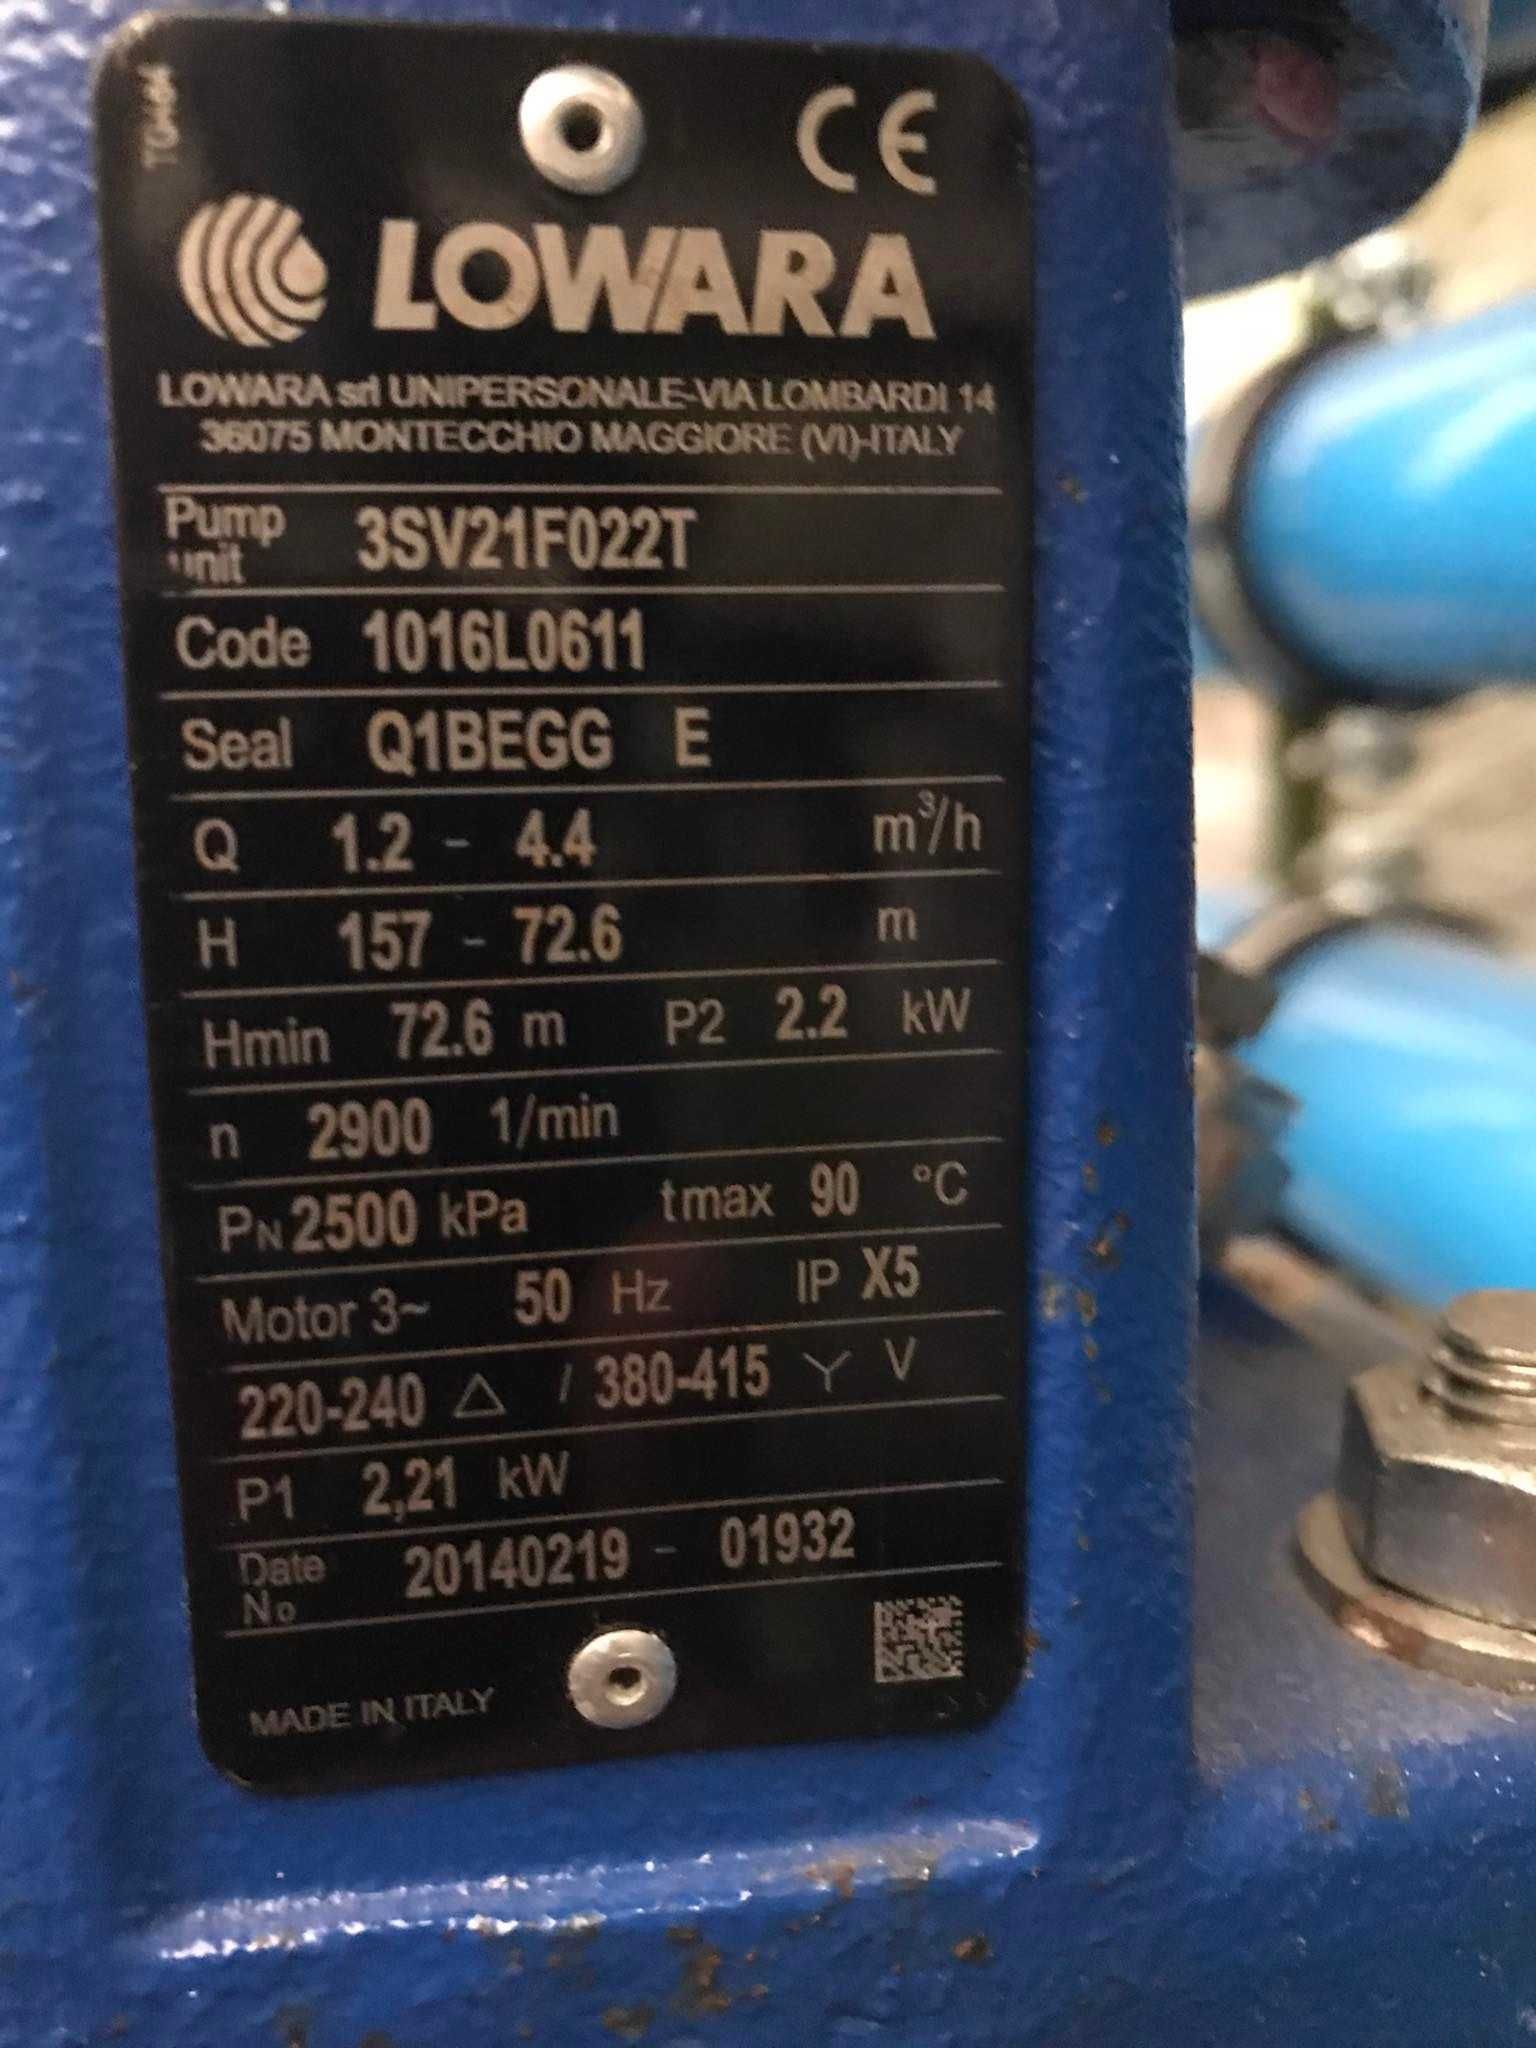 CE
LOWARA
LOWARA srl UNIPERSONALE-VIA LOMBARDI 14
36075 MONTECCHIO MAGGIORE (VI)-ITALY
Pump unit 3SV21F022T
Code 1016L0611
Seal Q1BEGG E
Q 1.2 - 4.4 m³/h
H 157 - 72.6 m
Hmin 72.6 m P2 2.2 kW
n 2900 1/min
PN 2500 kPa tmax 90 °C
Motor 3~ 50 Hz IP X5
220-240 △ / 380-415 Y V
P1 2,21 kW
Date No 20140219 - 01932
MADE IN ITALY